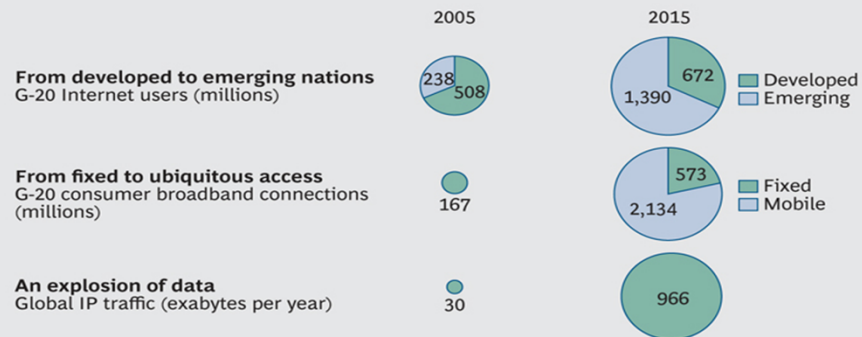 2005 2015
From developed to emerging nations
G-20 Internet users (millions)
238
508
672
1,390
Developed
Emerging
From fixed to ubiquitous access
G-20 consumer broadband connections
(millions)
167
573
2,134
Fixed
Mobile
An explosion of data
Global IP traffic (exabytes per year)
30
966